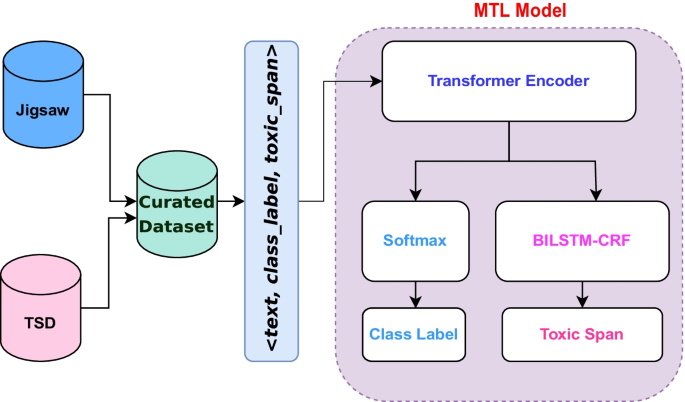 MTL Model
Jigsaw
TSD
Curated
Dataset
<text, class_label, toxic_span>
Transformer Encoder
Softmax
BILSTM-CRF
Class Label
Toxic Span